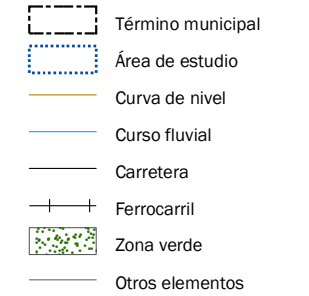 Término municipal
Área de estudio
Curva de nivel
Curso fluvial
Carretera
Ferrocarril
Zona verde
Otros elementos